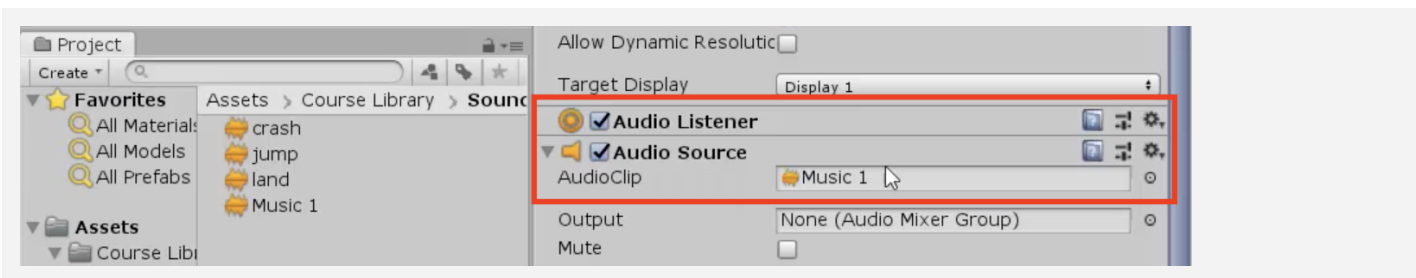 Project
Create
Favorites
All Materials
All Models
All Prefabs
Assets
Course Libr
Assets > Course Library > Sound
crash
jump
land
Music 1
Allow Dynamic Resolutic
Target Display
Display 1
Audio Listener
Audio Source
AudioClip
Music 1
Output
None (Audio Mixer Group)
Mute